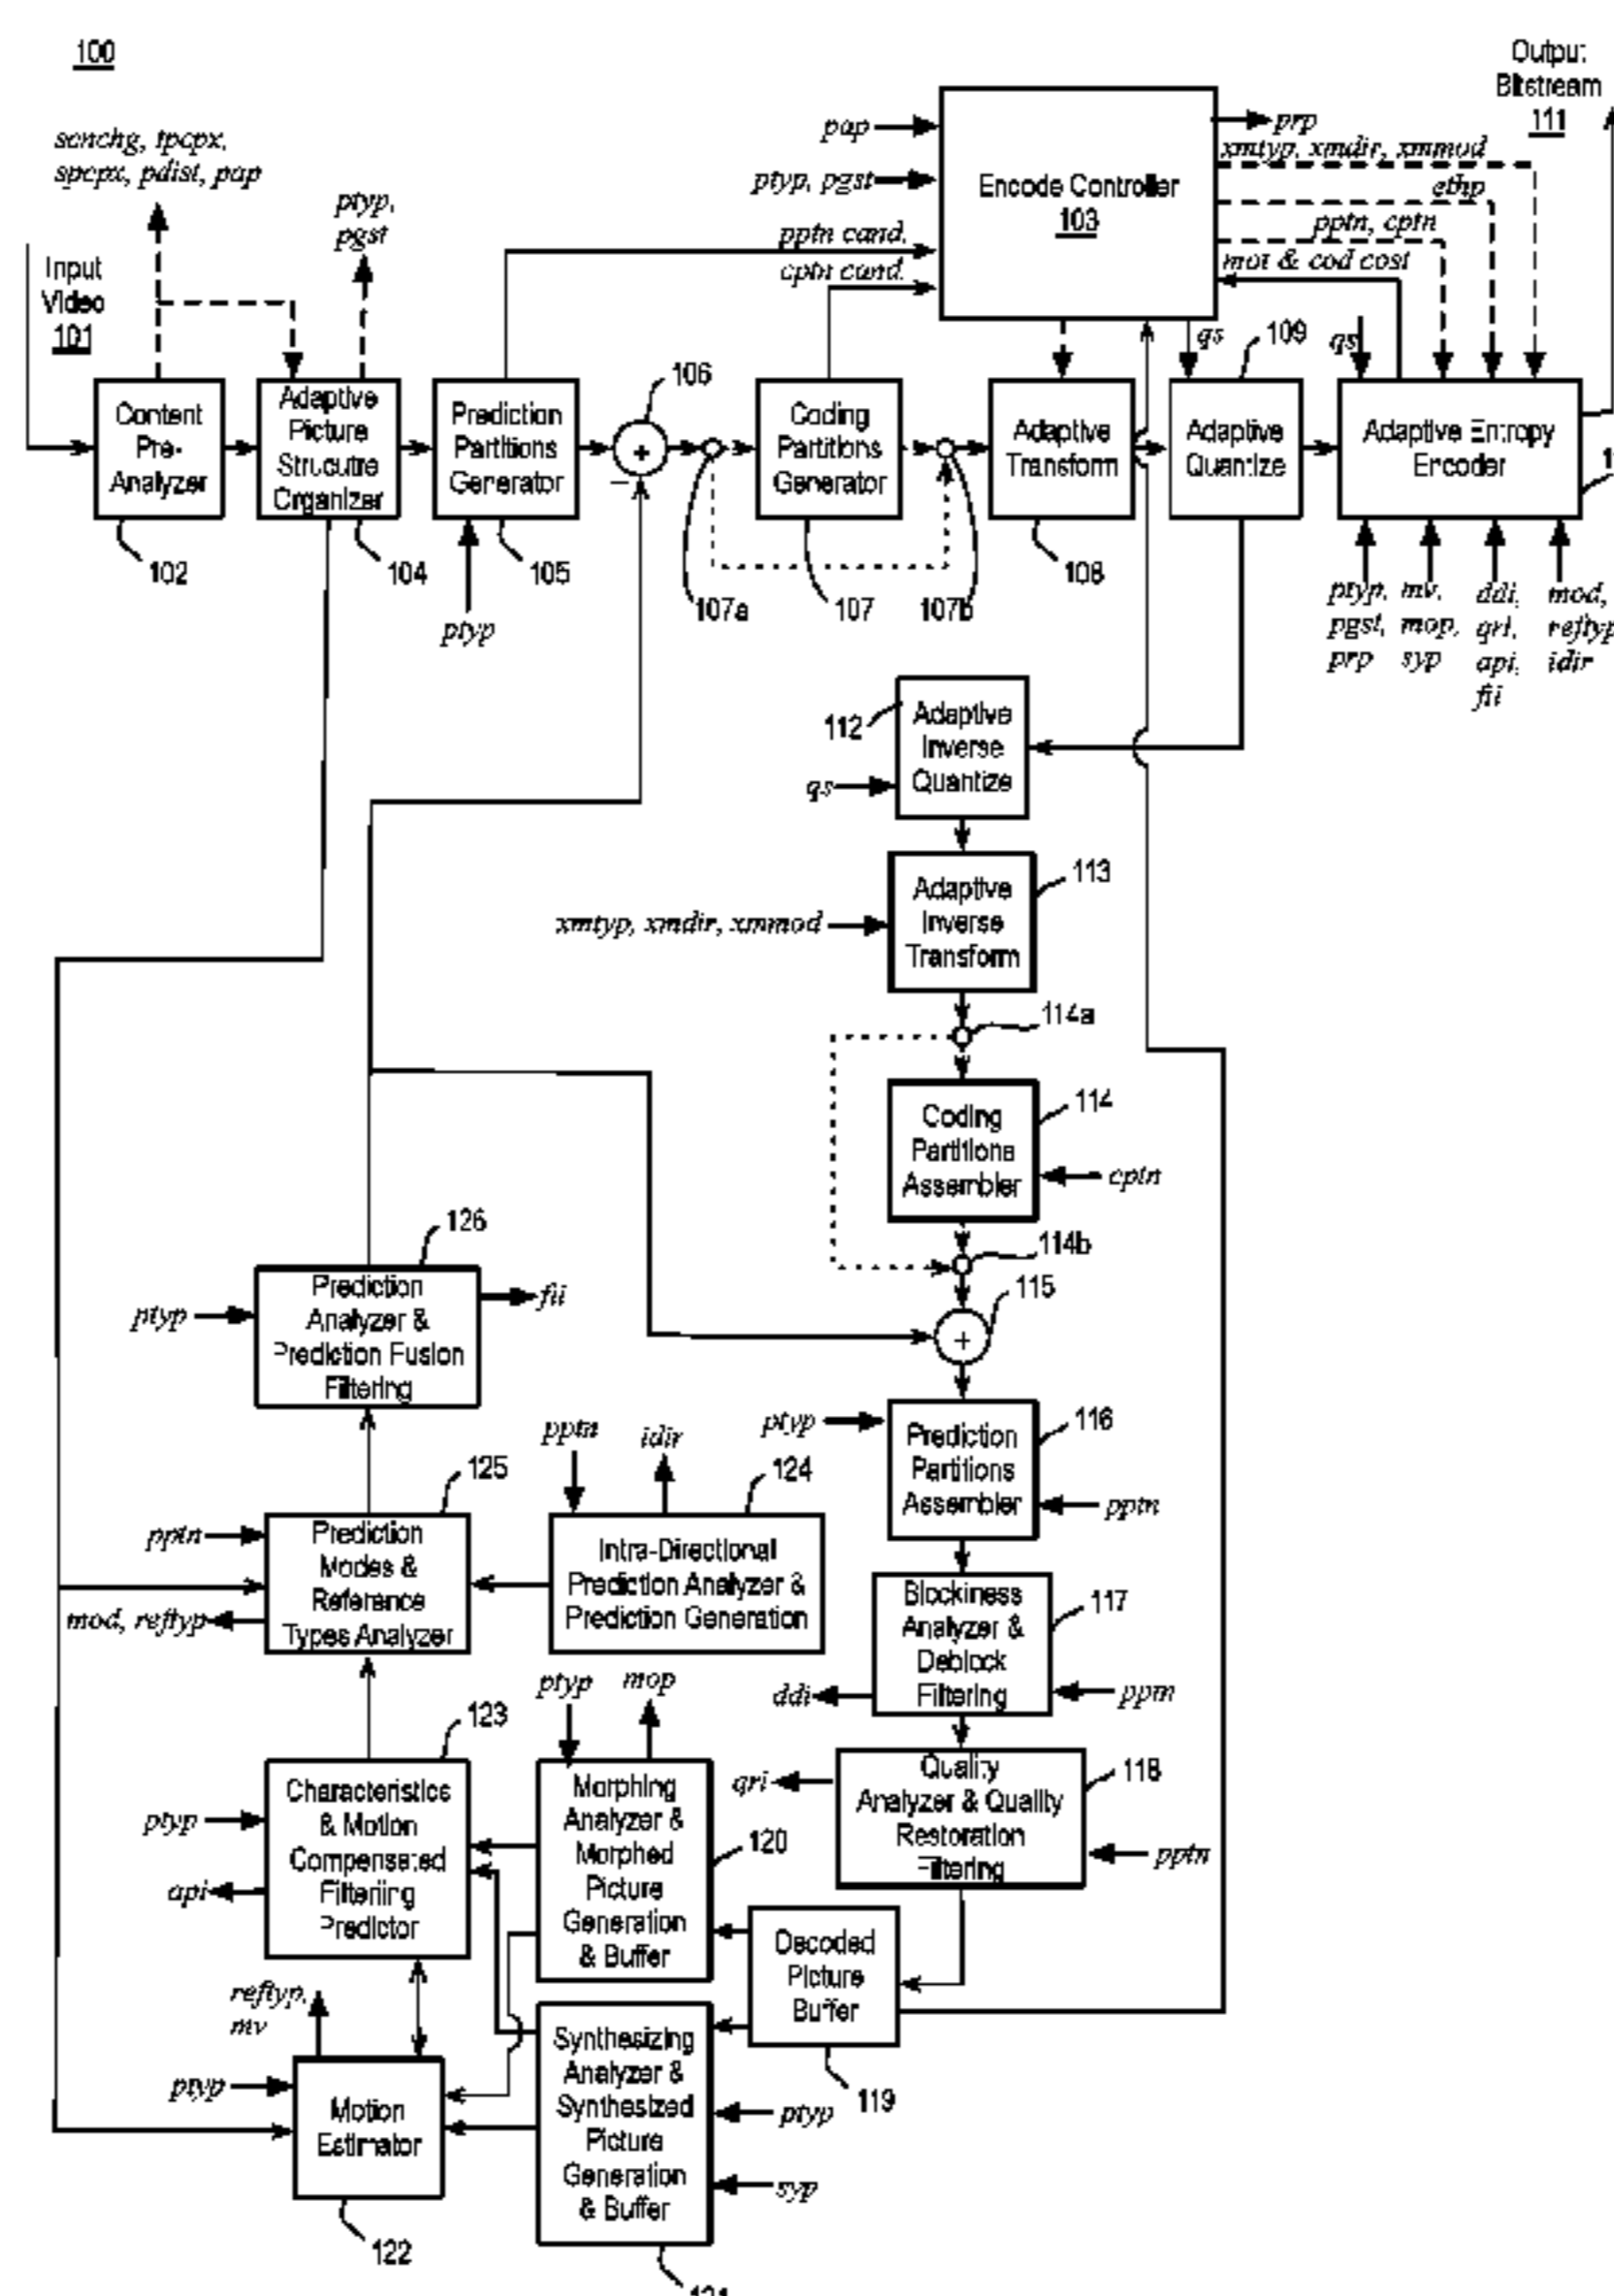 100
Output
Bitstream
111
scnchg, tpcpx,
spcpx, pdist, pap
ptyp,
pgst
pap
prp
xmtyp, xmdir, xmmod
ptyp, pgst
Encode Controller
103
ethp
pptn cand.
pptn, cptn
cptn cand.
mot & cod cost
Input
Video
101
qs
109
qs
106
Content
Pre-
Analyzer
Adaptive
Picture
Strucutre
Organizer
Prediction
Partitions
Generator
+
−
Coding
Partitions
Generator
Adaptive
Transform
Adaptive
Quantize
Adaptive Entropy
Encoder
102
104
105
107a
107
107b
108
ptyp
ptyp,
pgst,
prp
mv,
mop,
syp
ddi,
qri,
api,
fii
mod,
reftyp
idir
112
Adaptive
Inverse
Quantize
qs
113
Adaptive
Inverse
Transform
xmtyp, xmdir, xmmod
114a
Coding
Partitions
Assembler
114
cptn
114b
115
+
126
Prediction
Analyzer &
Prediction Fusion
Filtering
ptyp
fii
ptyp
116
Prediction
Partitions
Assembler
pptn
pptn
idir
124
125
pptn
Prediction
Modes &
Reference
Types Analyzer
mod, reftyp
Intra-Directional
Prediction Analyzer &
Prediction Generation
Blockiness
Analyzer &
Deblock
Filtering
117
ddi
ptyp
mop
123
Characteristics
& Motion
Compensated
Filteriing
Predictor
ptyp
api
Morphing
Analyzer &
Morphed
Picture
Generation
& Buffer
120
qri
Quality
Analyzer & Quality
Restoration
Filtering
118
pptn
Decoded
Picture
Buffer
119
reftyp,
mv
ptyp
Motion
Estimator
122
Synthesizing
Analyzer &
Synthesized
Picture
Generation
& Buffer
ptyp
syp